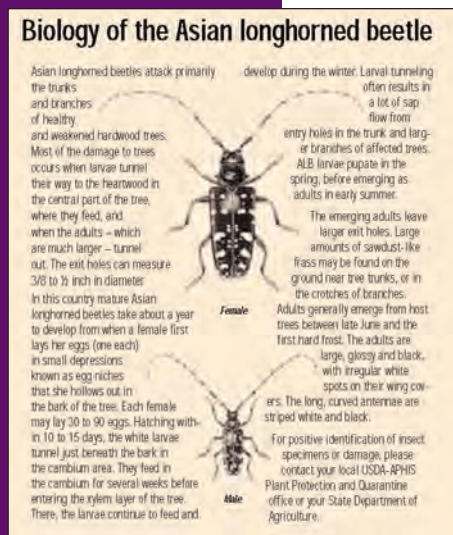 Biology of the Asian longhorned beetle
Asian longhorned beetles attack primarily
the trunks
and branches
of healthy
and weakened hardwood trees.
Most of the damage to trees
occurs when larvae tunnel
their way to the heartwood in
the central part of the tree,
where they feed, and
when the adults – which
are much larger – tunnel
out. The exit holes can measure
3/8 to ½ inch in diameter
In this country mature Asian
longhorned beetles take about a year
to develop from when a female first
lays her eggs (one each)
in small depressions
known as egg niches
that she hollows out in
the bark of the tree. Each female
may lay 30 to 90 eggs. Hatching with-
in 10 to 15 days, the white larvae
tunnel just beneath the bark in
the cambium area. They feed in
the cambium for several weeks before
entering the xylem layer of the tree.
There, the larvae continue to feed and
develop during the winter. Larval tunneling
often results in
a lot of sap
flow from
entry holes in the trunk and larg-
er branches of affected trees.
ALB larvae pupate in the
spring, before emerging as
adults in early summer.
The emerging adults leave
larger exit holes. Large
amounts of sawdust-like
frass may be found on the
ground near tree trunks, or in
the crotches of branches.
Adults generally emerge from host
trees between late June and the
first hard frost. The adults are
large, glossy and black,
with irregular white
spots on their wing cov-
ers. The long, curved antennae are
striped white and black.
For positive identification of insect
specimens or damage, please
contact your local USDA-APHIS
Plant Protection and Quarantine
office or your State Department of
Agriculture.
Female
Male